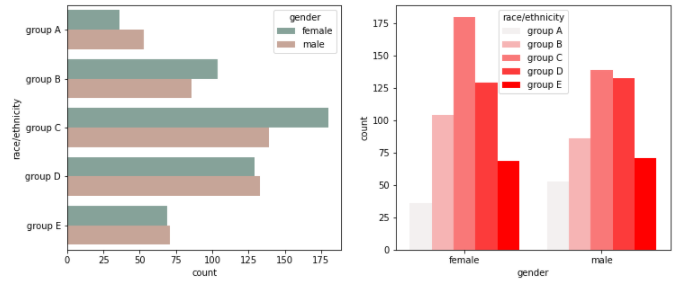 gender
female
male
group A
group B
group C
group D
group E
race/ethnicity
0 25 50 75 100 125 150 175
count
race/ethnicity
group A
group B
group C
group D
group E
175
150
125
100
75
50
25
0
count
female male
gender